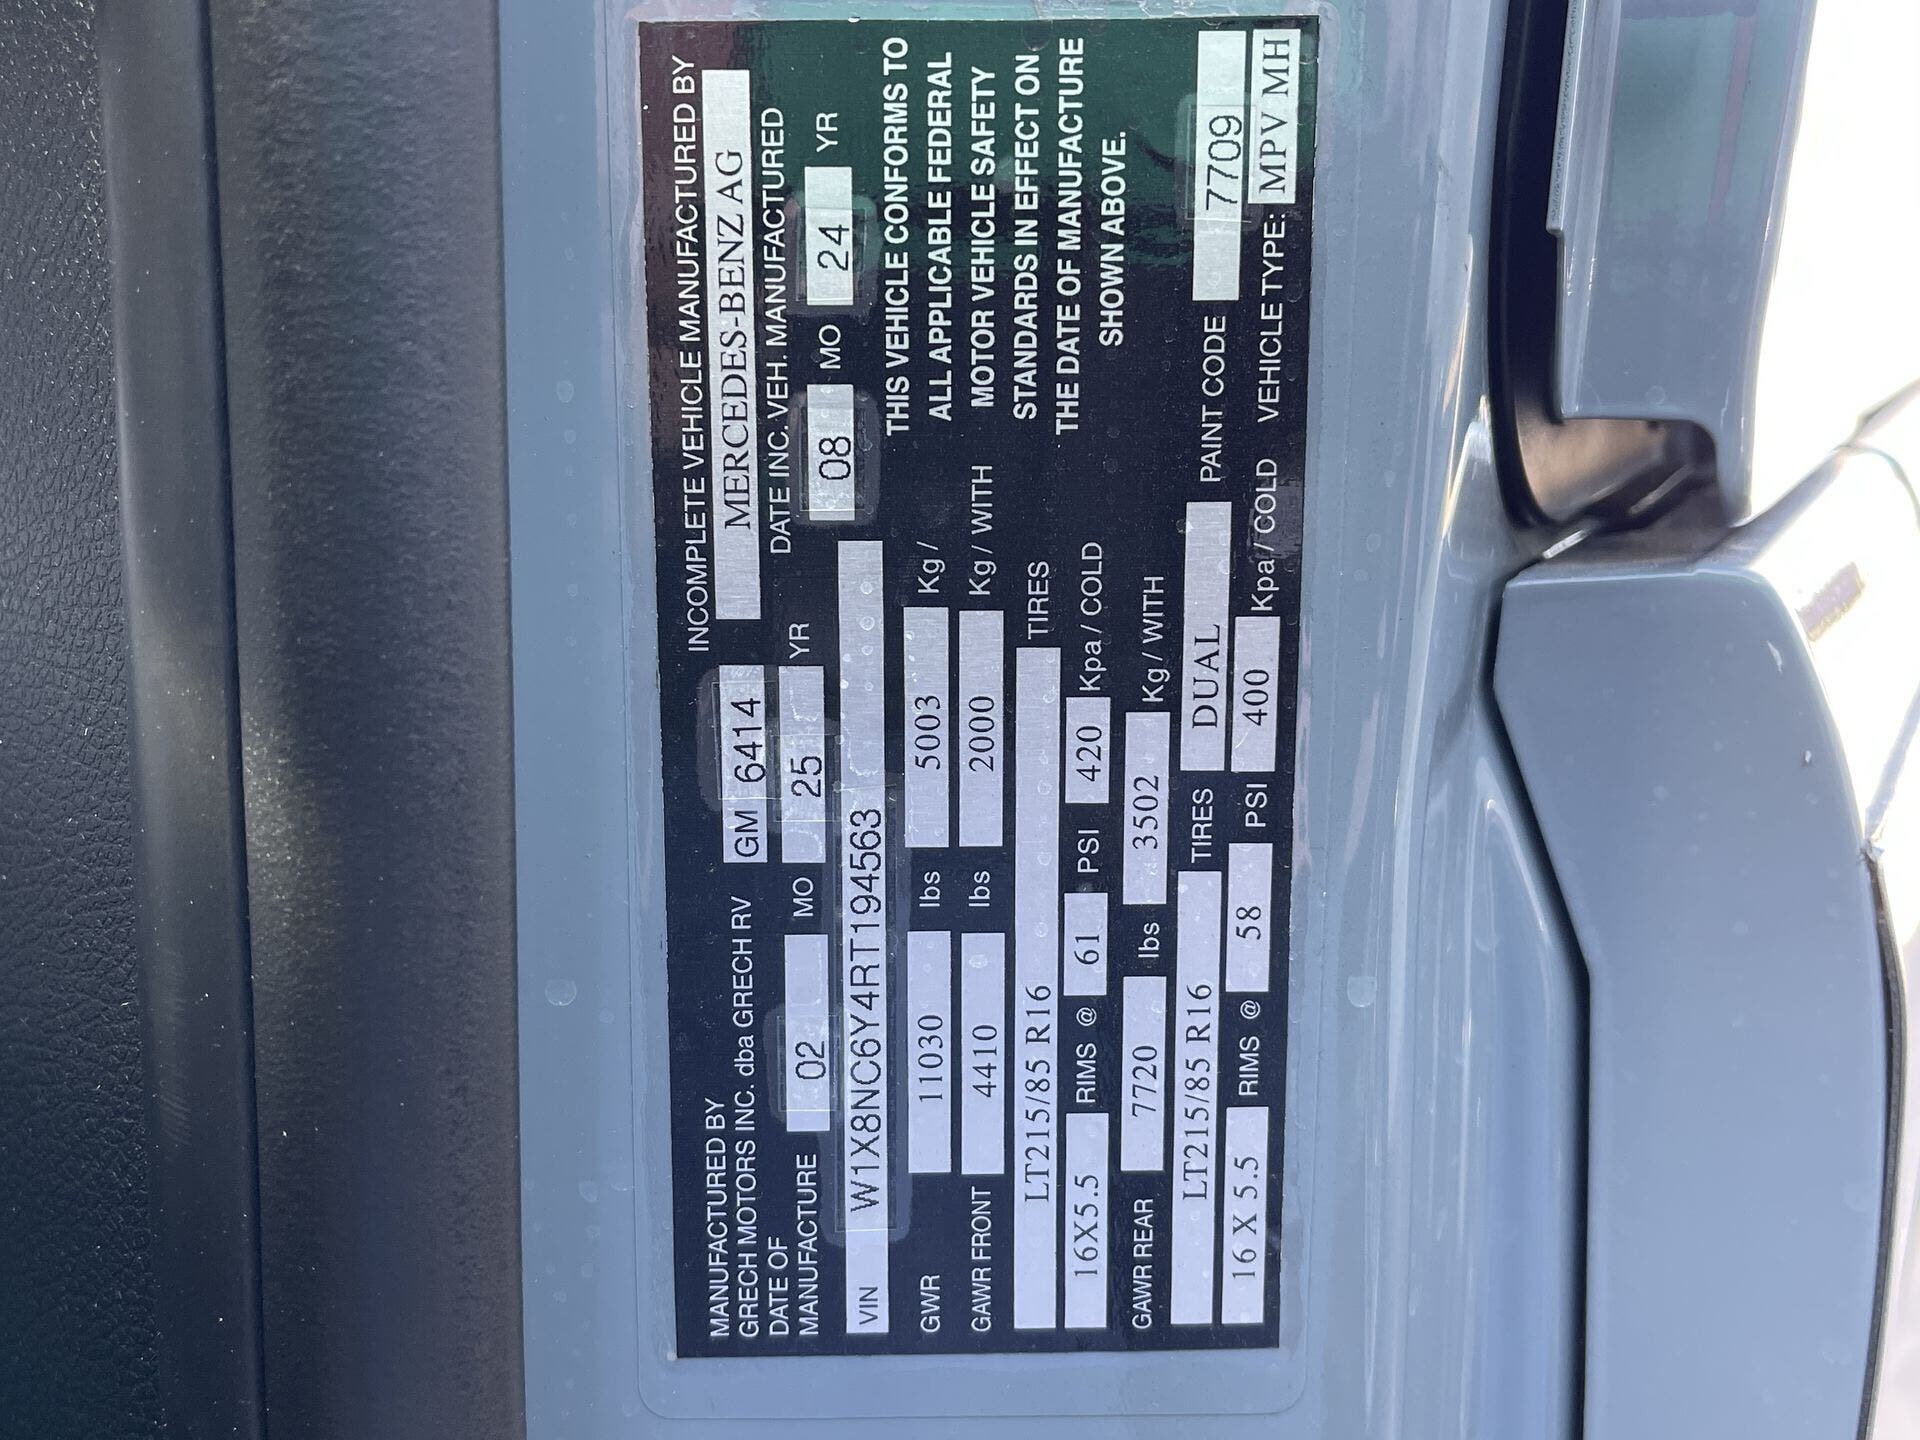 MANUFACTURED BY
GRECH MOTORS INC. dba GRECH RV GM 6414
DATE OF
MANUFACTURE 02 MO 25 YR
INCOMPLETE VEHICLE MANUFACTURED BY
MERCEDES-BENZ AG
DATE INC. VEH. MANUFACTURED
08 MO 24 YR
VIN W1X8NC6Y4RT194563
GWR 11030 lbs 5003 Kg /
GAWR FRONT 4410 lbs 2000 Kg / WITH
LT215/85 R16 TIRES
16X5.5 RIMS @ 61 PSI 420 Kpa / COLD
GAWR REAR 7720 lbs 3502 Kg / WITH
LT215/85 R16 TIRES DUAL
16 X 5.5 RIMS @ 58 PSI 400 Kpa / COLD
THIS VEHICLE CONFORMS TO
ALL APPLICABLE FEDERAL
MOTOR VEHICLE SAFETY
STANDARDS IN EFFECT ON
THE DATE OF MANUFACTURE
SHOWN ABOVE.
PAINT CODE 7709
VEHICLE TYPE: MPV MH